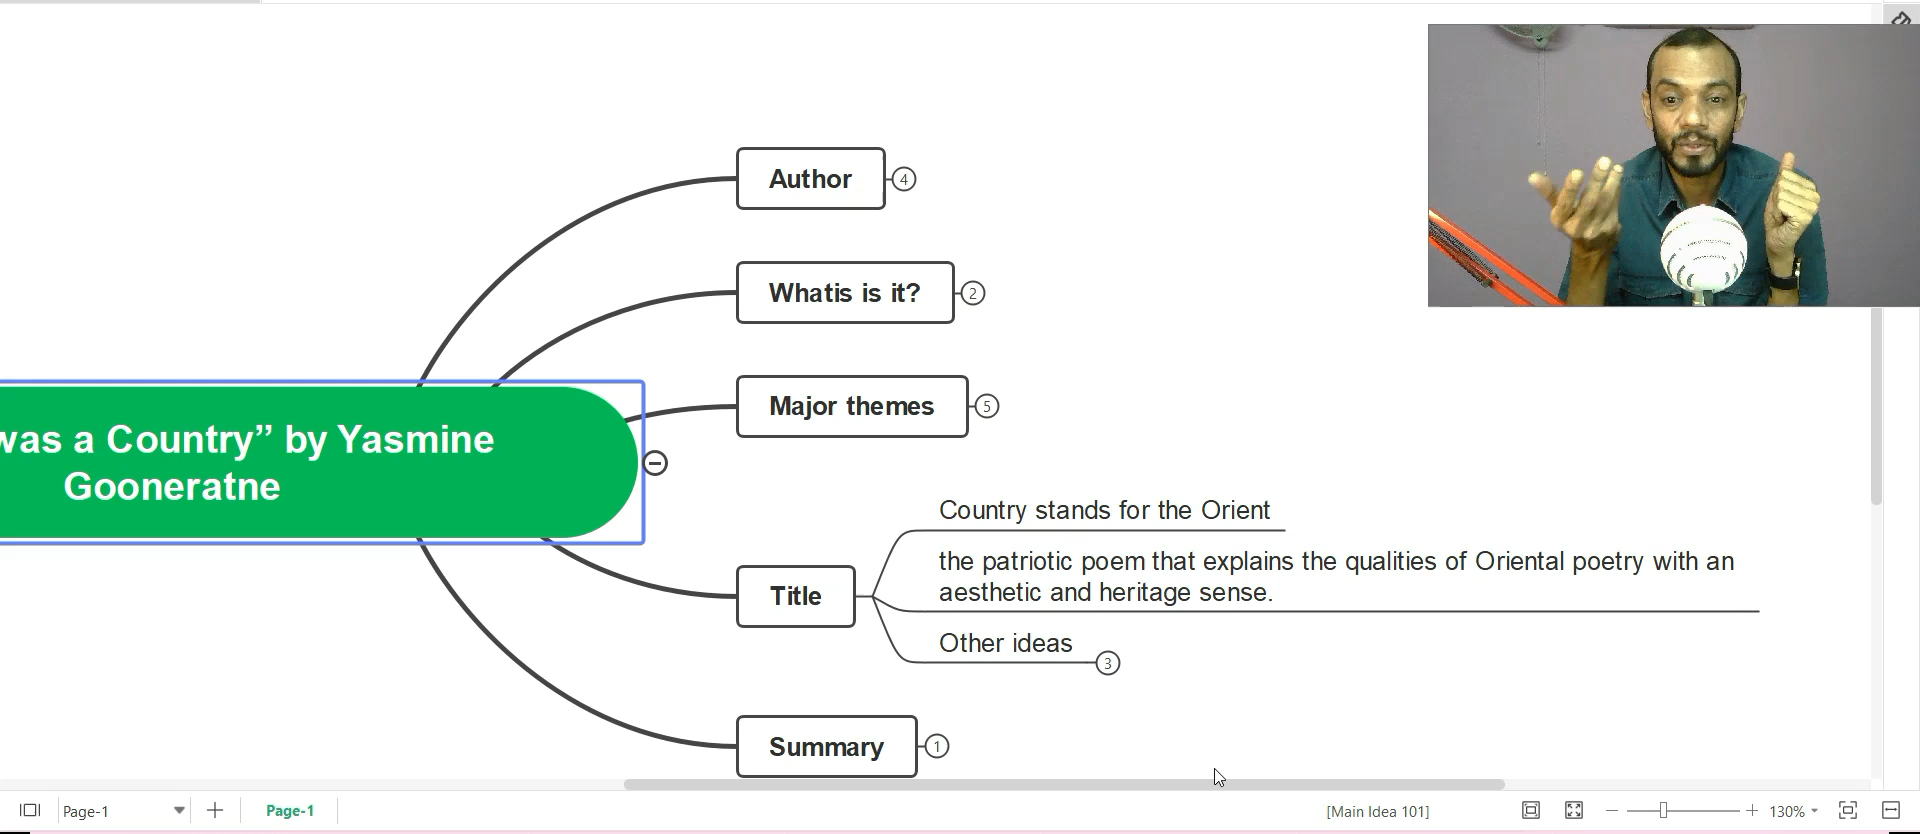 Author
4
Whatis is it?
2
was a Country” by Yasmine
Gooneratne
Major themes
5
Country stands for the Orient
the patriotic poem that explains the qualities of Oriental poetry with an
aesthetic and heritage sense.
Title
Other ideas
3
Summary
1
Page-1
Page-1
[Main Idea 101]
130%